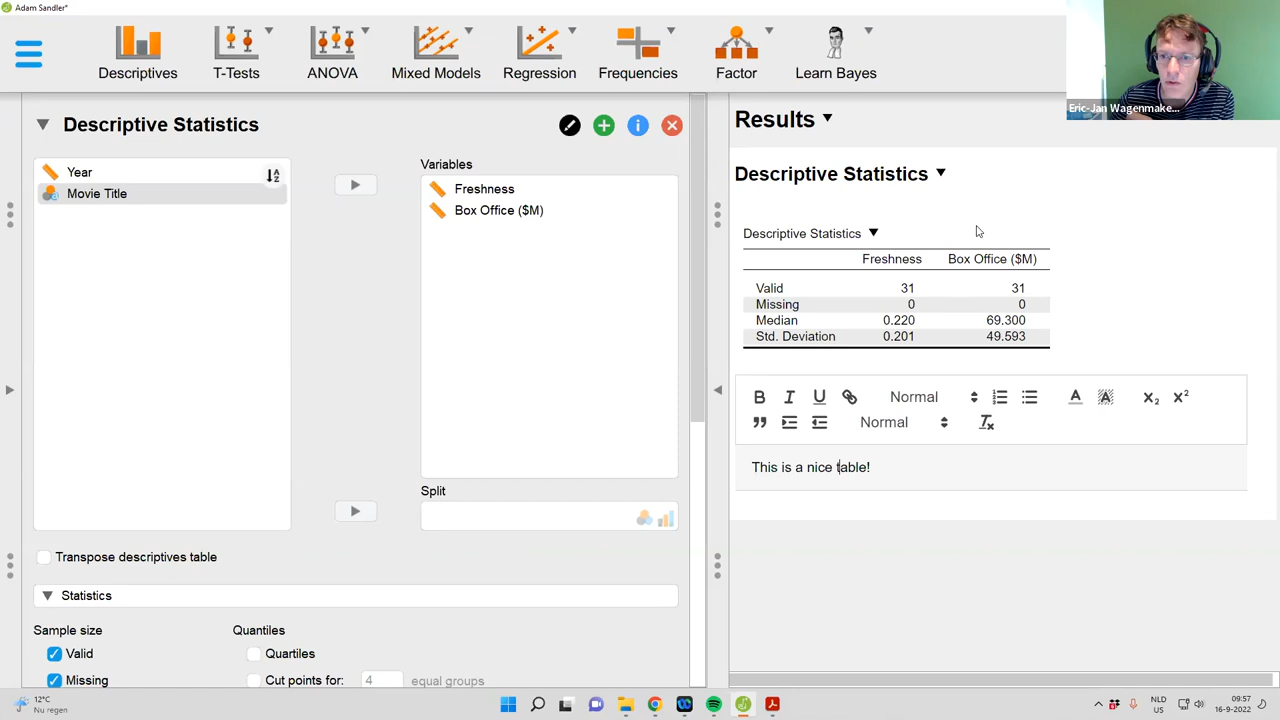 Adam Sandler*
Descriptives
T-Tests
ANOVA
Mixed Models
Regression
Frequencies
Factor
Learn Bayes
Eric-Jan Wagenmake...
Descriptive Statistics
Year
Movie Title
Variables
Freshness
Box Office ($M)
Split
Transpose descriptives table
Statistics
Sample size
Quantiles
Valid
Quartiles
Missing
Cut points for: 4 equal groups
Results
Descriptive Statistics
Descriptive Statistics
Freshness Box Office ($M)
Valid 31 31
Missing 0 0
Median 0.220 69.300
Std. Deviation 0.201 49.593
B I U Normal A A X₂ X²
Normal Tx
This is a nice table!
12°C
Nu regen
NLD
US
09:57
16-9-2022